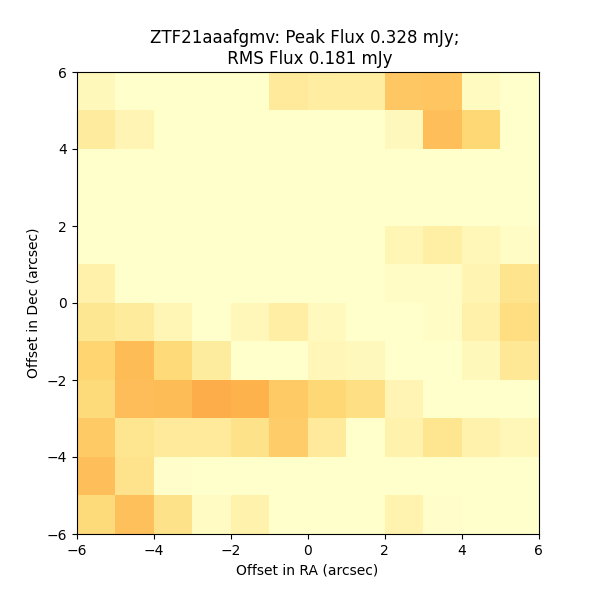 ZTF21aaafgmv: Peak Flux 0.328 mJy;
RMS Flux 0.181 mJy
6
4
2
0
−2
−4
−6
Offset in Dec (arcsec)
−6 −4 −2 0 2 4 6
Offset in RA (arcsec)